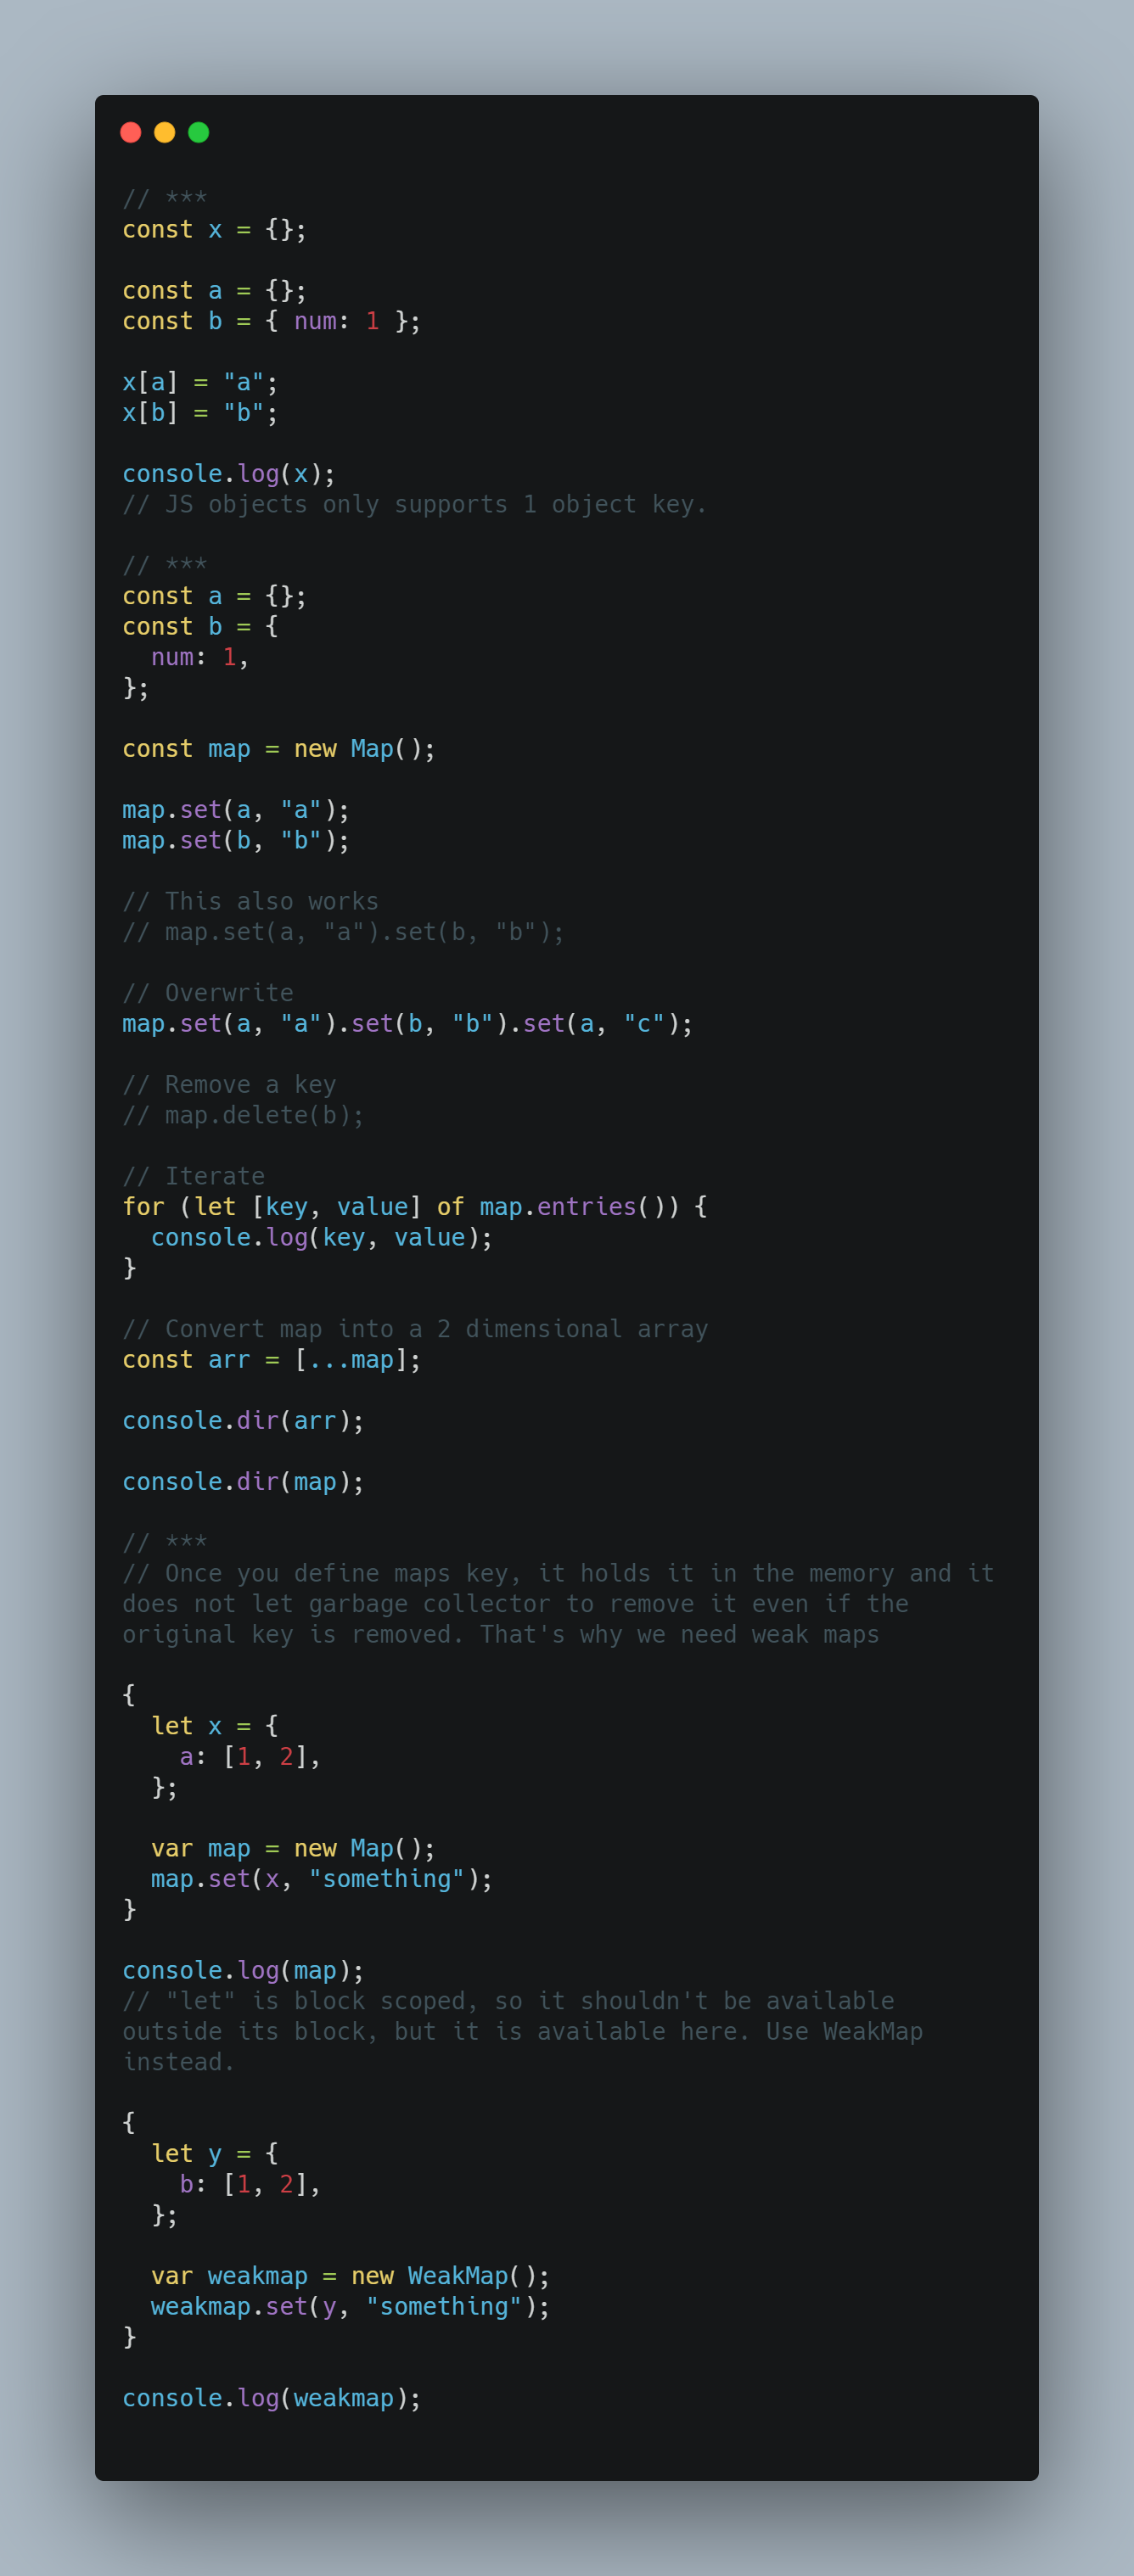 // ***
const x = {};

const a = {};
const b = { num: 1 };

x[a] = "a";
x[b] = "b";

console.log(x);
// JS objects only supports 1 object key.

// ***
const a = {};
const b = {
  num: 1,
};

const map = new Map();

map.set(a, "a");
map.set(b, "b");

// This also works
// map.set(a, "a").set(b, "b");

// Overwrite
map.set(a, "a").set(b, "b").set(a, "c");

// Remove a key
// map.delete(b);

// Iterate
for (let [key, value] of map.entries()) {
  console.log(key, value);
}

// Convert map into a 2 dimensional array
const arr = [...map];

console.dir(arr);

console.dir(map);

// ***
// Once you define maps key, it holds it in the memory and it
does not let garbage collector to remove it even if the
original key is removed. That's why we need weak maps

{
  let x = {
    a: [1, 2],
  };

  var map = new Map();
  map.set(x, "something");
}

console.log(map);
// "let" is block scoped, so it shouldn't be available
outside its block, but it is available here. Use WeakMap
instead.

{
  let y = {
    b: [1, 2],
  };

  var weakmap = new WeakMap();
  weakmap.set(y, "something");
}

console.log(weakmap);